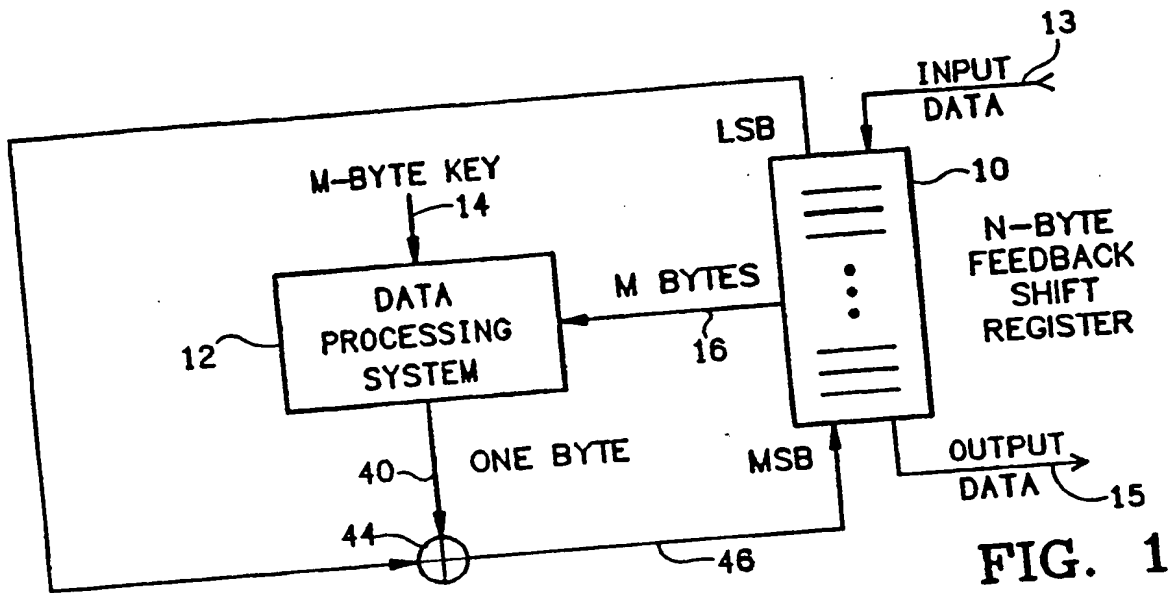 13
INPUT
DATA
LSB
10
M-BYTE KEY
14
N-BYTE
FEEDBACK
SHIFT
REGISTER
M BYTES
16
DATA
PROCESSING
SYSTEM
12
40
ONE BYTE
MSB
OUTPUT
DATA
15
44
46
FIG. 1